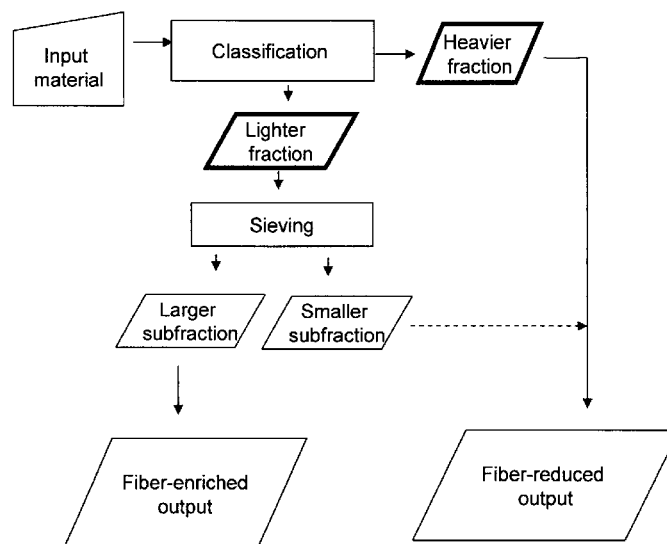 Input
material
Classification
Heavier
fraction
Lighter
fraction
Sieving
Larger
subfraction
Smaller
subfraction
Fiber-enriched
output
Fiber-reduced
output